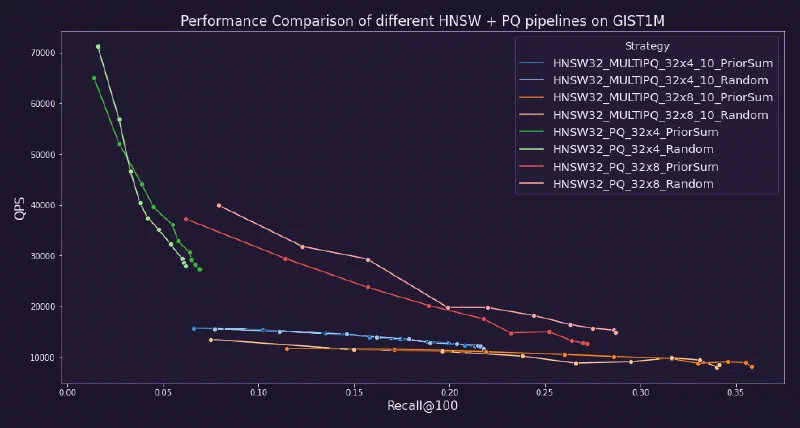 Performance Comparison of different HNSW + PQ pipelines on GIST1M
Strategy
HNSW32_MULTIPQ_32x4_10_PriorSum
HNSW32_MULTIPQ_32x4_10_Random
HNSW32_MULTIPQ_32x8_10_PriorSum
HNSW32_MULTIPQ_32x8_10_Random
HNSW32_PQ_32x4_PriorSum
HNSW32_PQ_32x4_Random
HNSW32_PQ_32x8_PriorSum
HNSW32_PQ_32x8_Random
QPS
70000
60000
50000
40000
30000
20000
10000
0.00 0.05 0.10 0.15 0.20 0.25 0.30 0.35
Recall@100